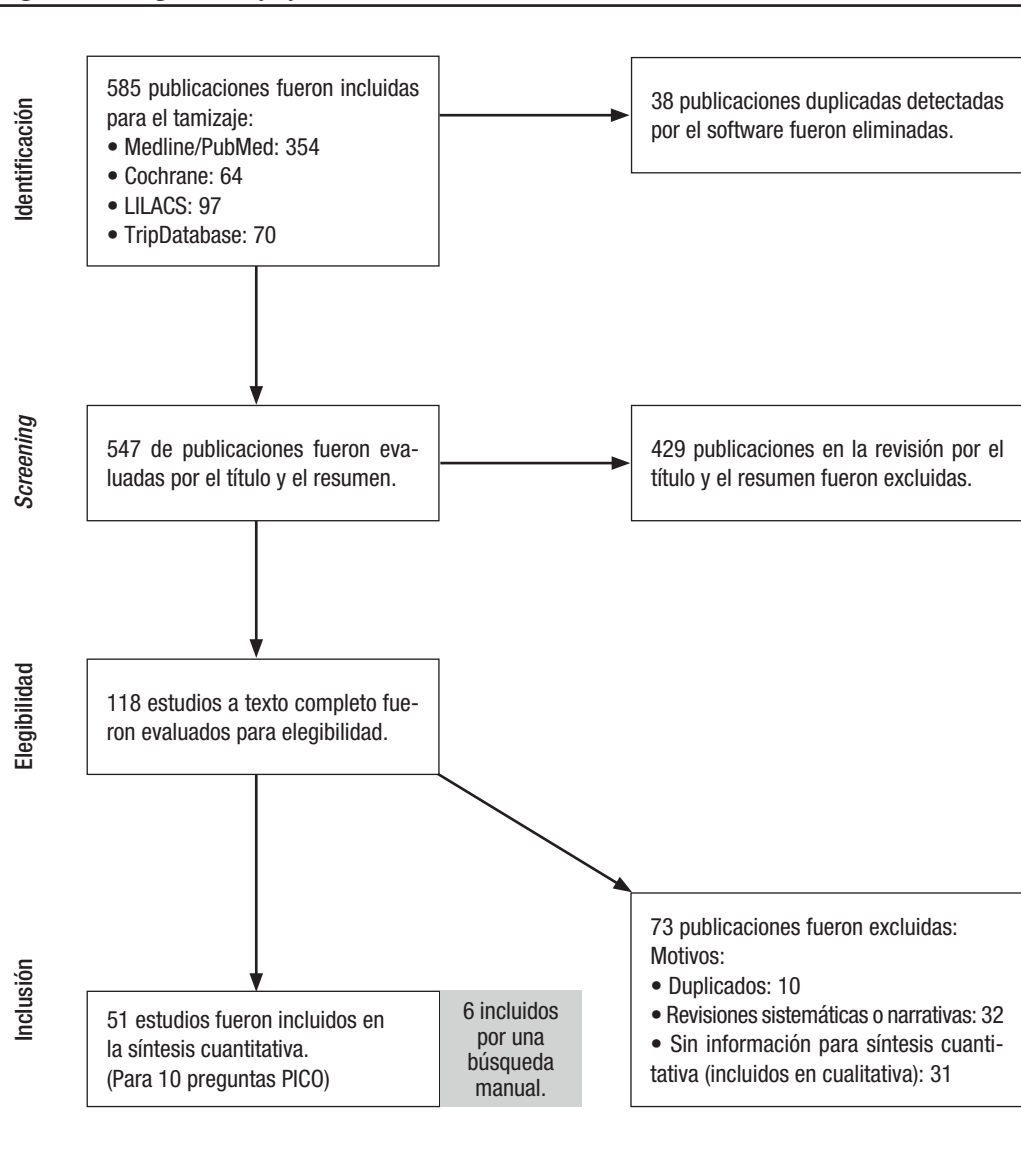 Identificación
585 publicaciones fueron incluidas
para el tamizaje:
• Medline/PubMed: 354
• Cochrane: 64
• LILACS: 97
• TripDatabase: 70
38 publicaciones duplicadas detectadas
por el software fueron eliminadas.
Screening
547 de publicaciones fueron eva-
luadas por el título y el resumen.
429 publicaciones en la revisión por el
título y el resumen fueron excluidas.
Elegibilidad
118 estudios a texto completo fue-
ron evaluados para elegibilidad.
Inclusión
51 estudios fueron incluidos en
la síntesis cuantitativa.
(Para 10 preguntas PICO)
6 incluidos
por una
búsqueda
manual.
73 publicaciones fueron excluidas:
Motivos:
• Duplicados: 10
• Revisiones sistemáticas o narrativas: 32
• Sin información para síntesis cuanti-
tativa (incluidos en cualitativa): 31